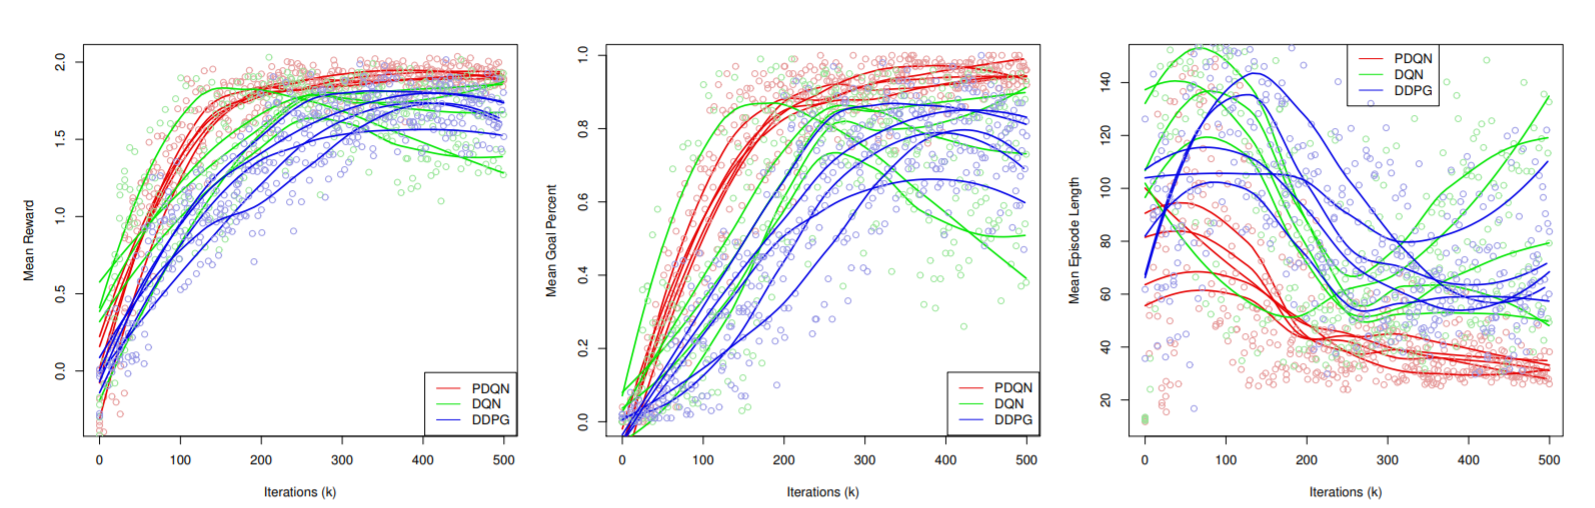 Mean Reward
2.0
1.5
1.0
0.5
0.0
PDQN
DQN
DDPG
0 100 200 300 400 500
Iterations (k)
Mean Goal Percent
1.0
0.8
0.6
0.4
0.2
0.0
PDQN
DQN
DDPG
0 100 200 300 400 500
Iterations (k)
Mean Episode Length
140
120
100
80
60
40
20
PDQN
DQN
DDPG
0 100 200 300 400 500
Iterations (k)